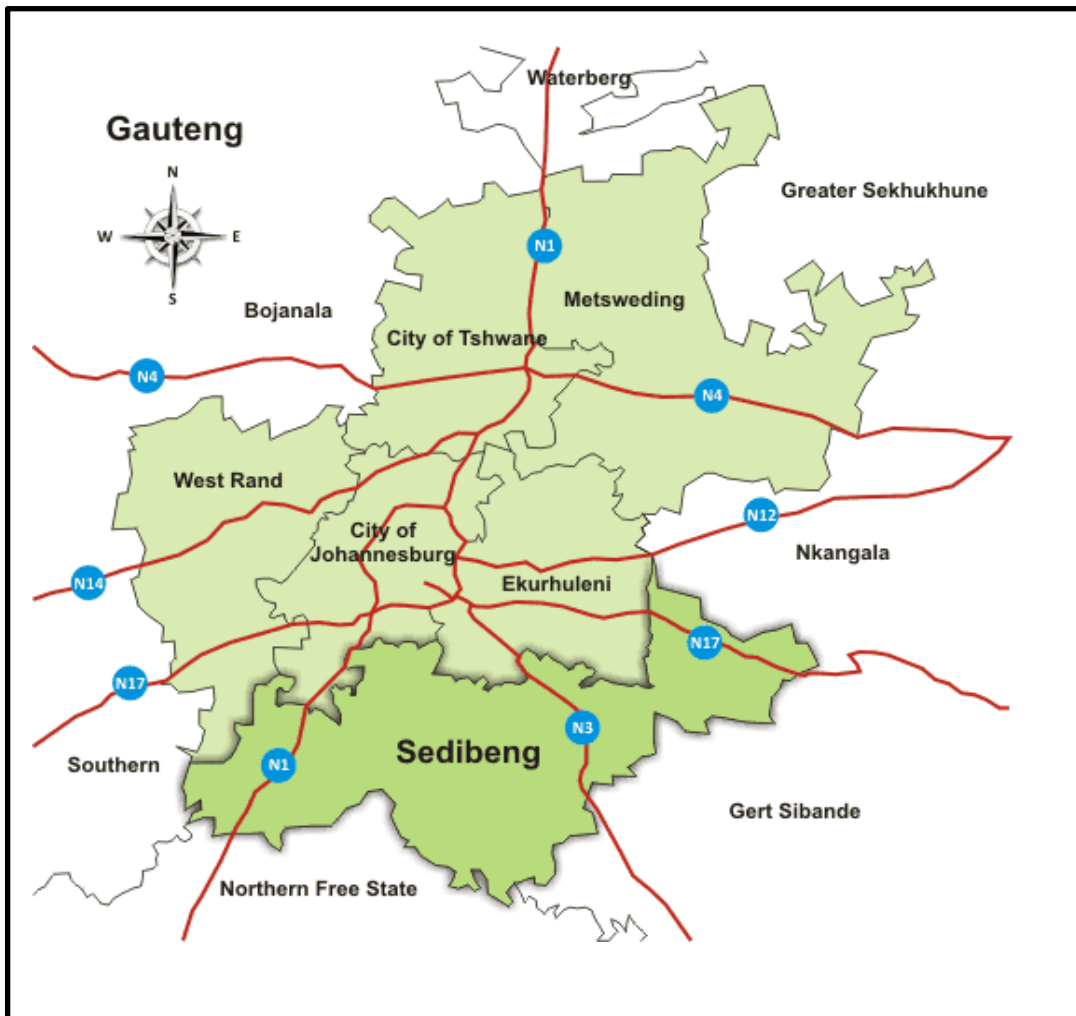 Waterberg
Gauteng
N
Greater Sekhukhune
W
E
N1
S
Metsweding
Bojanala
City of Tshwane
N4
N4
West Rand
N12
City of
Johannesburg
Nkangala
N14
Ekurhuleni
N17
N17
N3
Sedibeng
Southern
N1
Gert Sibande
Northern Free State